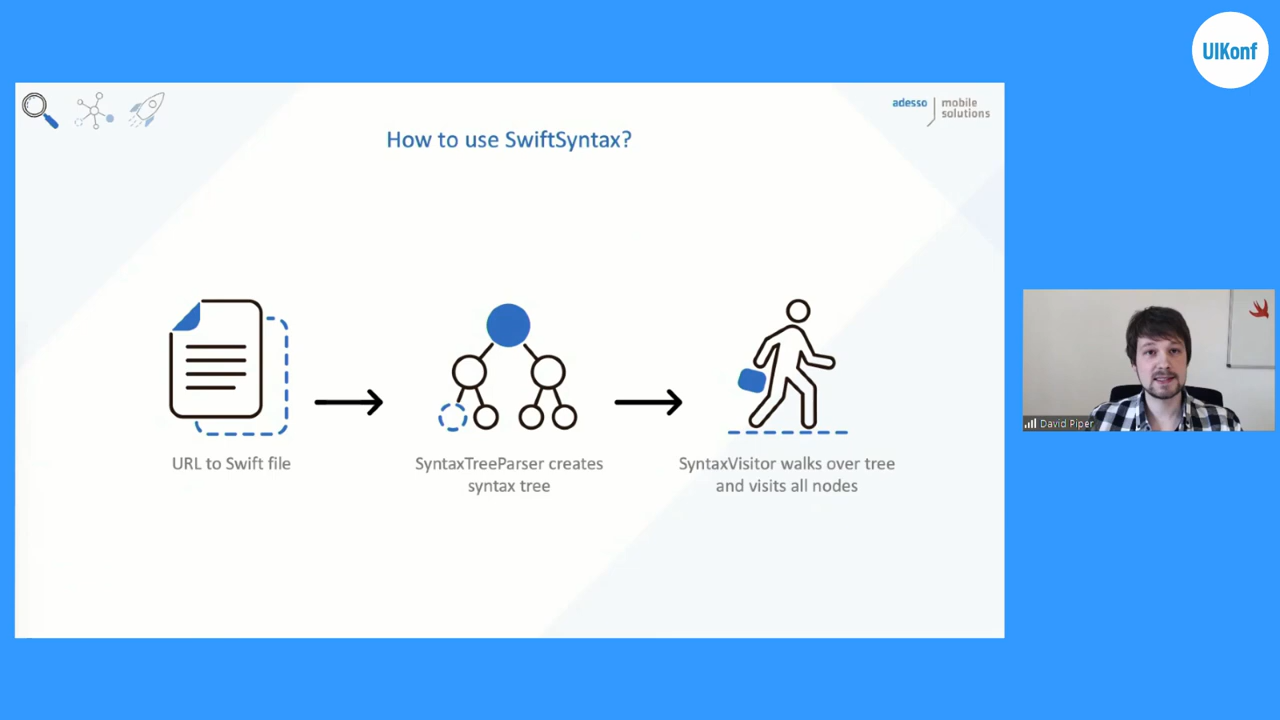 UIKonf
adesso
mobile
solutions
How to use SwiftSyntax?
URL to Swift file
SyntaxTreeParser creates
syntax tree
SyntaxVisitor walks over tree
and visits all nodes
David Piper